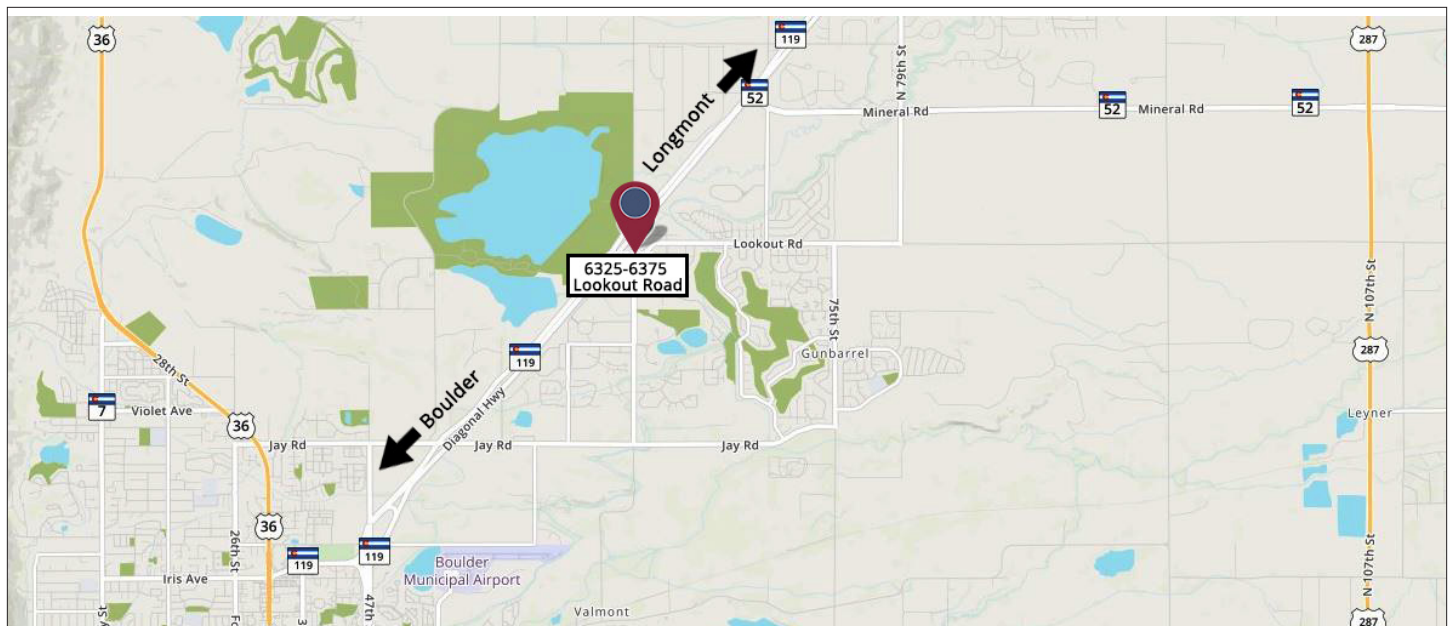 36
119
287
N 79th St
Longmont
52
Mineral Rd
52
Mineral Rd
52
Lookout Rd
6325-6375
Lookout Road
N 107th St
75th St
119
Gunbarrel
287
28th St
Boulder
Diagonal Hwy
7
Violet Ave
36
Leyner
Jay Rd
Jay Rd
Jay Rd
36
26th St
119
119
Boulder
Municipal Airport
Iris Ave
47th
N 107th St
Valmont
287